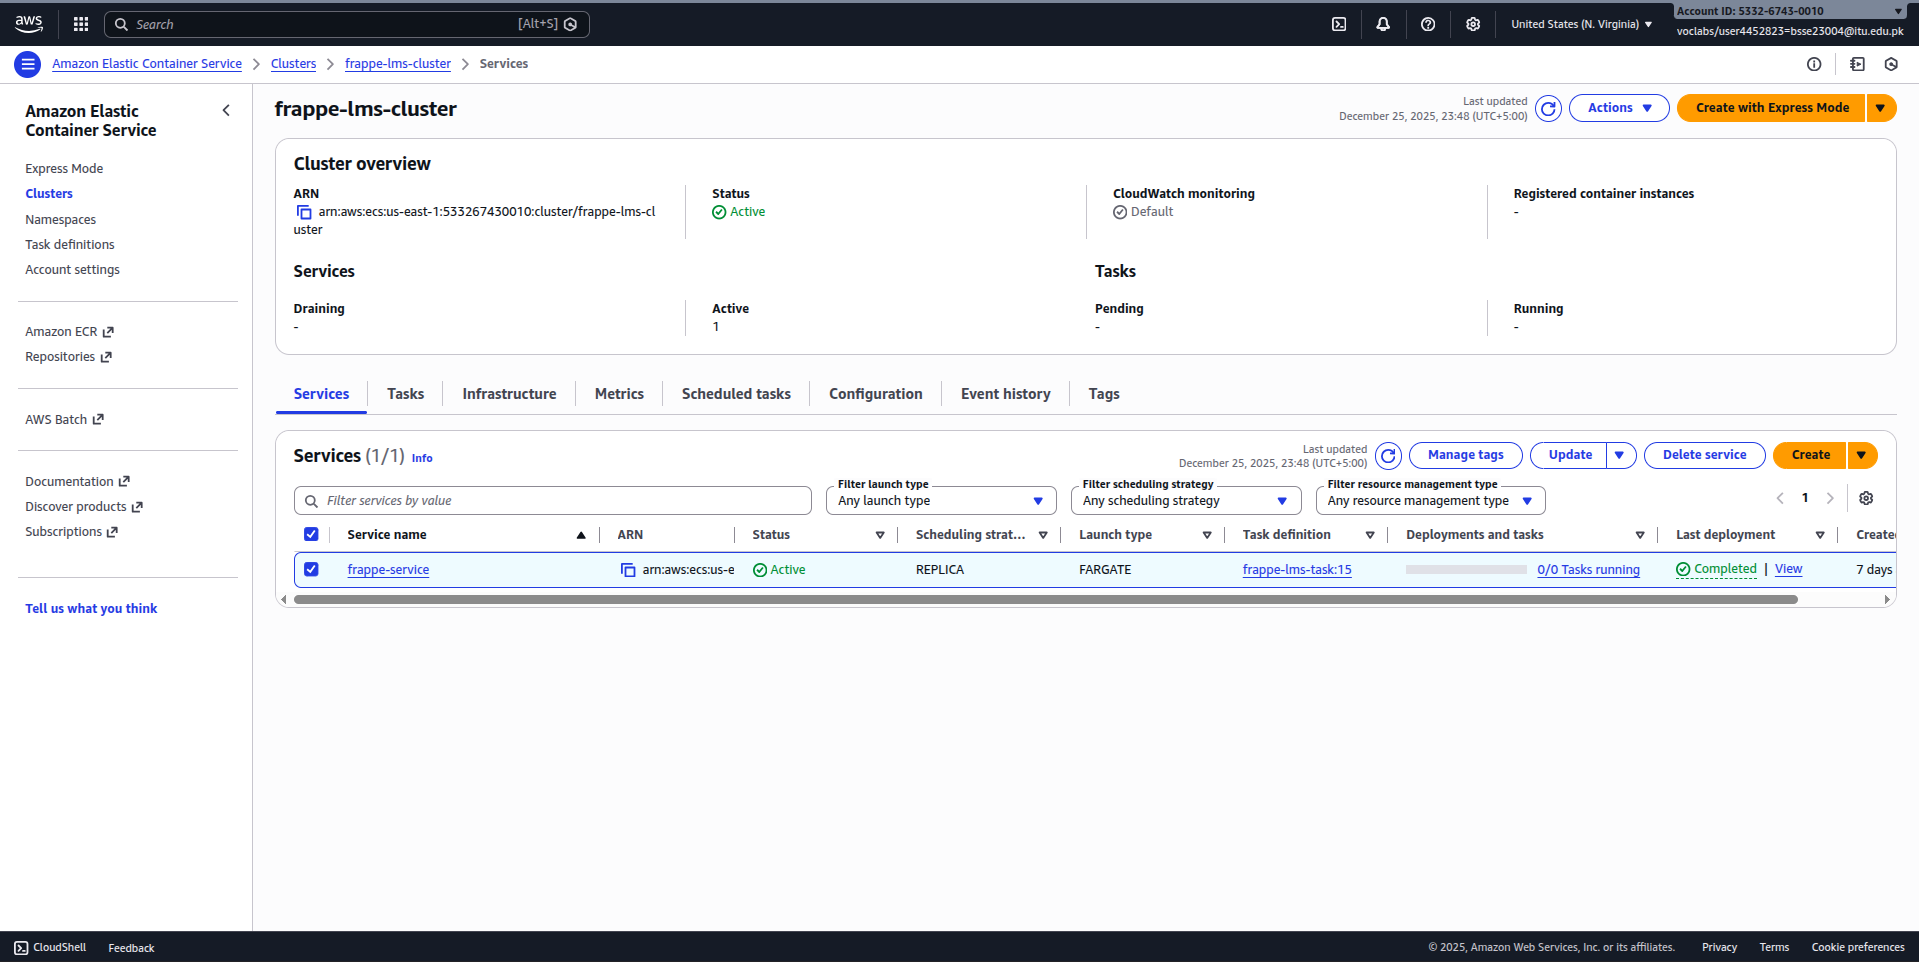 aws
Search [Alt+S]
United States (N. Virginia)
Account ID: 5332-6743-0010
voclabs/user4452823=bsse23004@itu.edu.pk
Amazon Elastic Container Service > Clusters > frappe-lms-cluster > Services
Amazon Elastic
Container Service
Express Mode
Clusters
Namespaces
Task definitions
Account settings
Amazon ECR
Repositories
AWS Batch
Documentation
Discover products
Subscriptions
Tell us what you think
frappe-lms-cluster
Last updated
December 25, 2025, 23:48 (UTC+5:00)
Actions
Create with Express Mode
Cluster overview
ARN
arn:aws:ecs:us-east-1:533267430010:cluster/frappe-lms-cl
uster
Status
Active
CloudWatch monitoring
Default
Registered container instances
-
Services
Tasks
Draining
-
Active
1
Pending
-
Running
-
Services Tasks Infrastructure Metrics Scheduled tasks Configuration Event history Tags
Services (1/1) Info
Last updated
December 25, 2025, 23:48 (UTC+5:00)
Manage tags Update Delete service Create
Filter services by value
Filter launch type
Any launch type
Filter scheduling strategy
Any scheduling strategy
Filter resource management type
Any resource management type
1
Service name ARN Status Scheduling strat... Launch type Task definition Deployments and tasks Last deployment Create
frappe-service arn:aws:ecs:us-e Active REPLICA FARGATE frappe-lms-task:15 0/0 Tasks running Completed | View 7 days
CloudShell Feedback
© 2025, Amazon Web Services, Inc. or its affiliates. Privacy Terms Cookie preferences